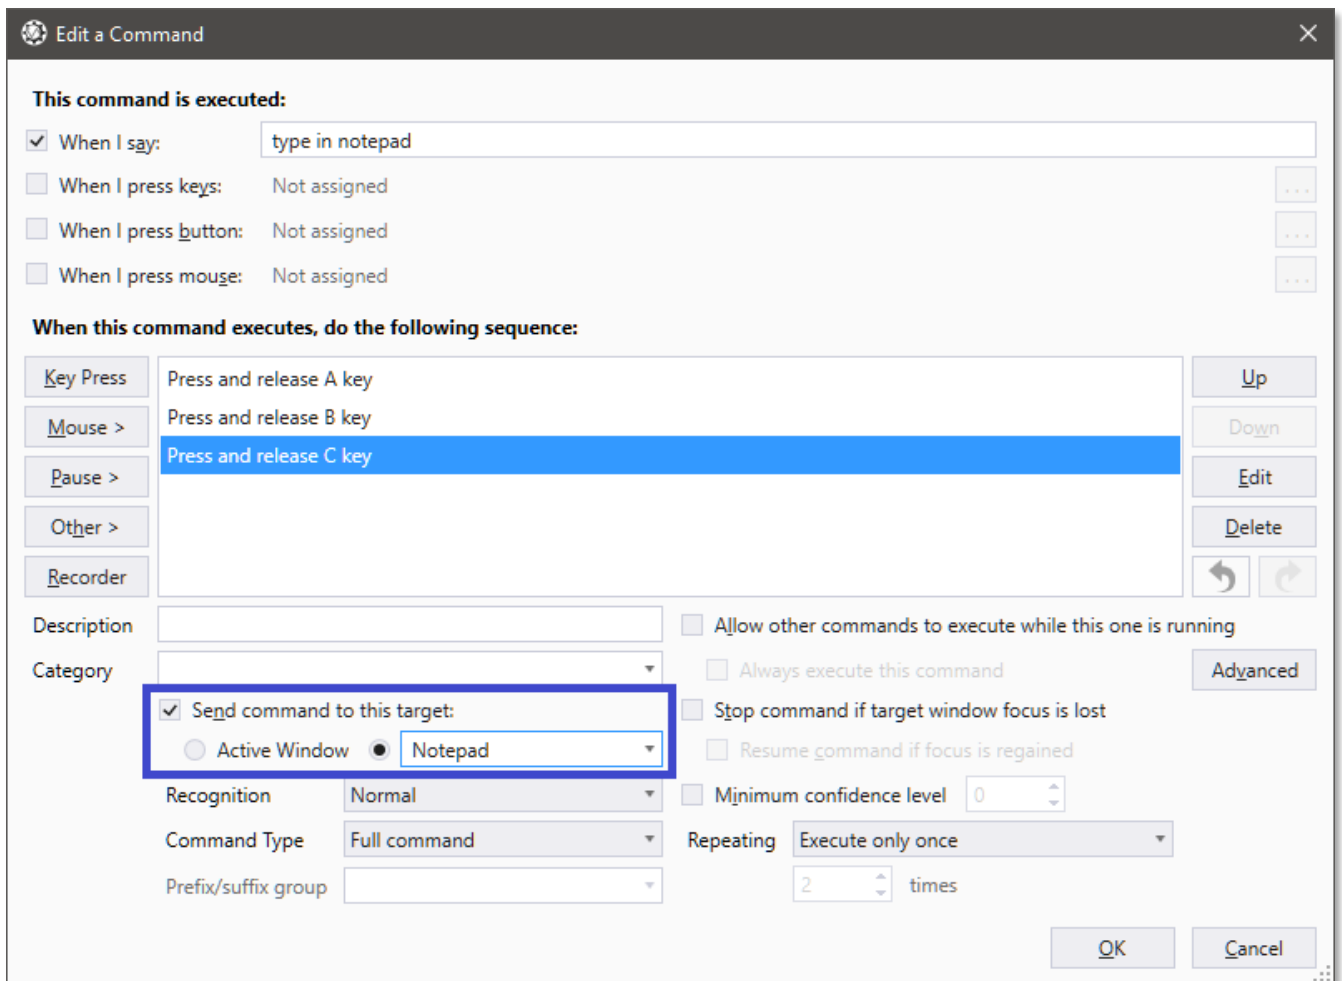 Edit a Command
This command is executed:
When I say: type in notepad
When I press keys: Not assigned ...
When I press button: Not assigned ...
When I press mouse: Not assigned ...
When this command executes, do the following sequence:
Key Press Press and release A key Up
Mouse > Press and release B key Down
Press and release C key
Pause > Edit
Other > Delete
Recorder
Description Allow other commands to execute while this one is running
Category Always execute this command Advanced
Send command to this target: Stop command if target window focus is lost
Active Window Notepad Resume command if focus is regained
Recognition Normal Minimum confidence level 0
Command Type Full command Repeating Execute only once
Prefix/suffix group 2 times
OK Cancel